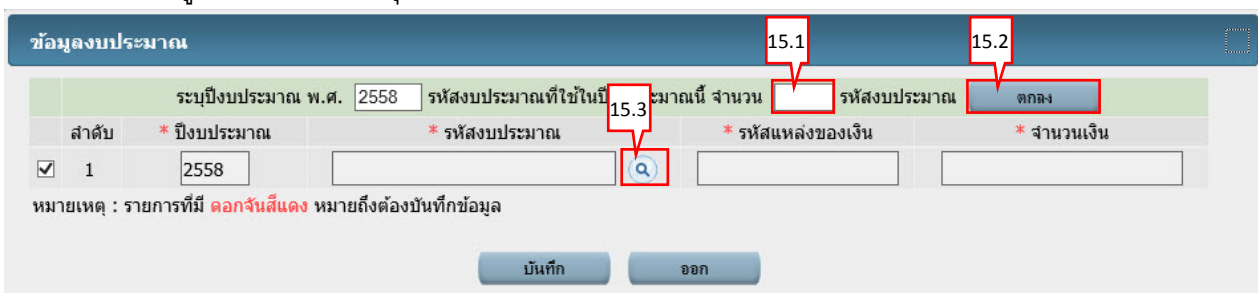 ข้อมูลงบประมาณ
15.1
15.2
ระบุปีงบประมาณ พ.ศ. 2558 รหัสงบประมาณที่ใช้ในปี ระมาณนี้ จำนวน รหัสงบประมาณ ตกลง
15.3
ลำดับ * ปีงบประมาณ * รหัสงบประมาณ * รหัสแหล่งของเงิน * จำนวนเงิน
1 2558
หมายเหตุ : รายการที่มี ดอกจันสีแดง หมายถึงต้องบันทึกข้อมูล
บันทึก ออก